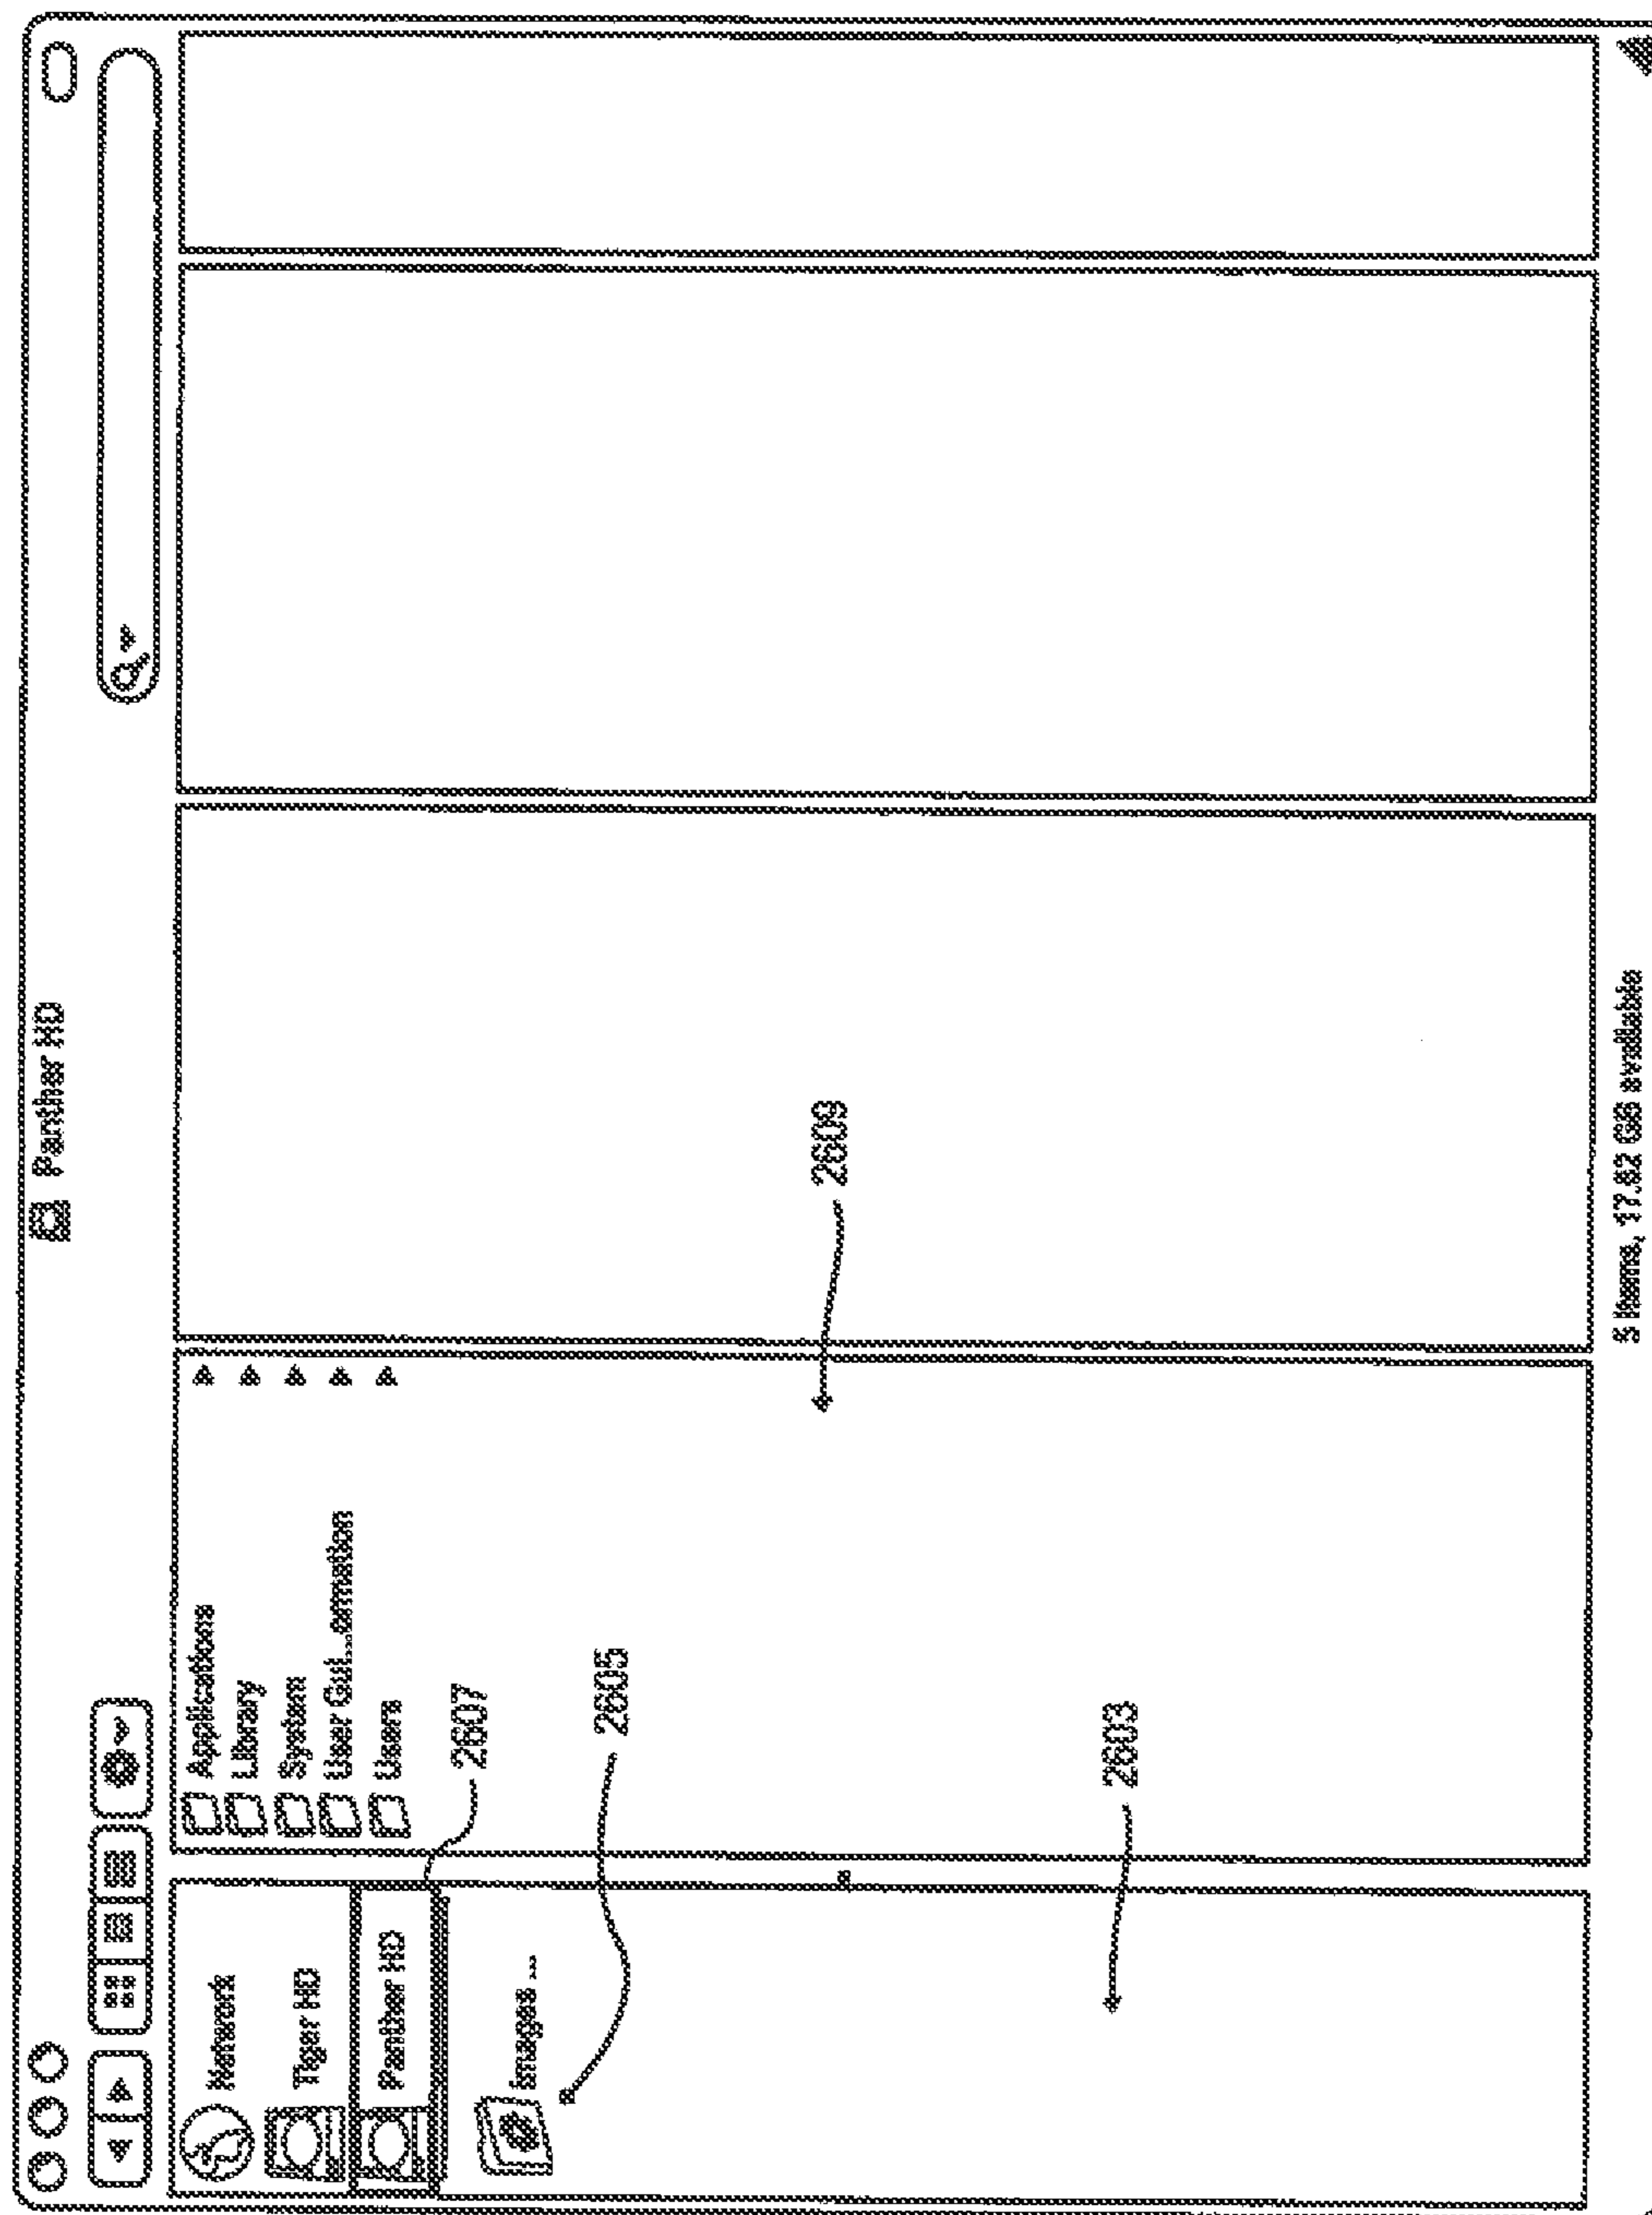 Panther HD
Network
Tiger HD
Panther HD
Images ...
Applications
Library
System
User Gui...ormation
Users
2607
2605
2603
2609
5 items, 17.82 GB available